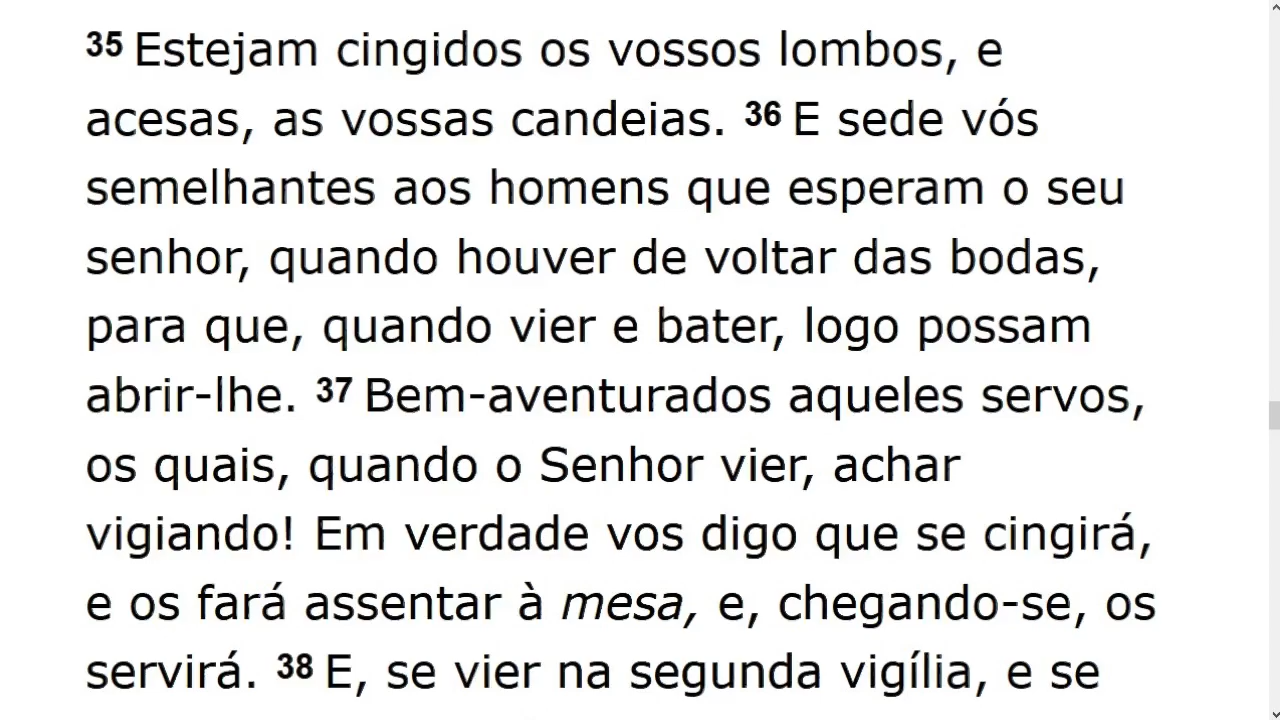 35 Estejam cingidos os vossos lombos, e
acesas, as vossas candeias. 36 E sede vós
semelhantes aos homens que esperam o seu
senhor, quando houver de voltar das bodas,
para que, quando vier e bater, logo possam
abrir-lhe. 37 Bem-aventurados aqueles servos,
os quais, quando o Senhor vier, achar
vigiando! Em verdade vos digo que se cingirá,
e os fará assentar à mesa, e, chegando-se, os
servirá. 38 E, se vier na segunda vigília, e se